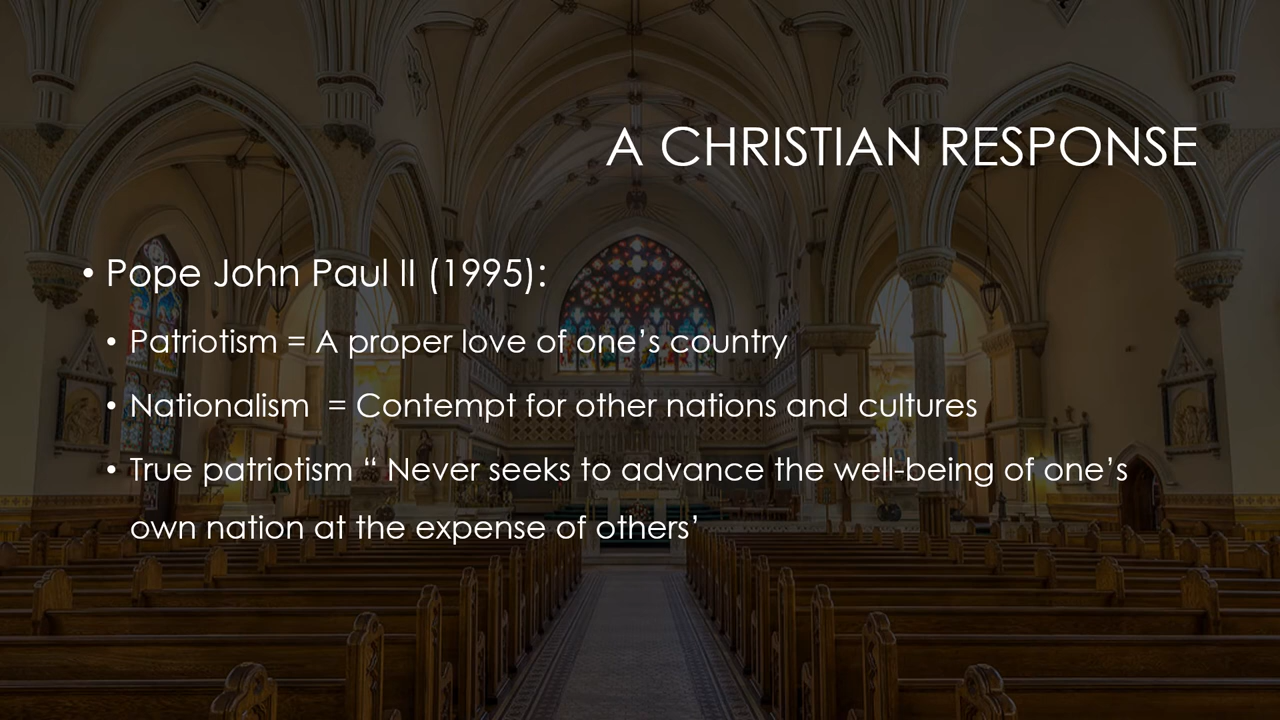 A CHRISTIAN RESPONSE
• Pope John Paul II (1995):
• Patriotism = A proper love of one’s country
• Nationalism  = Contempt for other nations and cultures
• True patriotism “ Never seeks to advance the well-being of one’s
own nation at the expense of others’